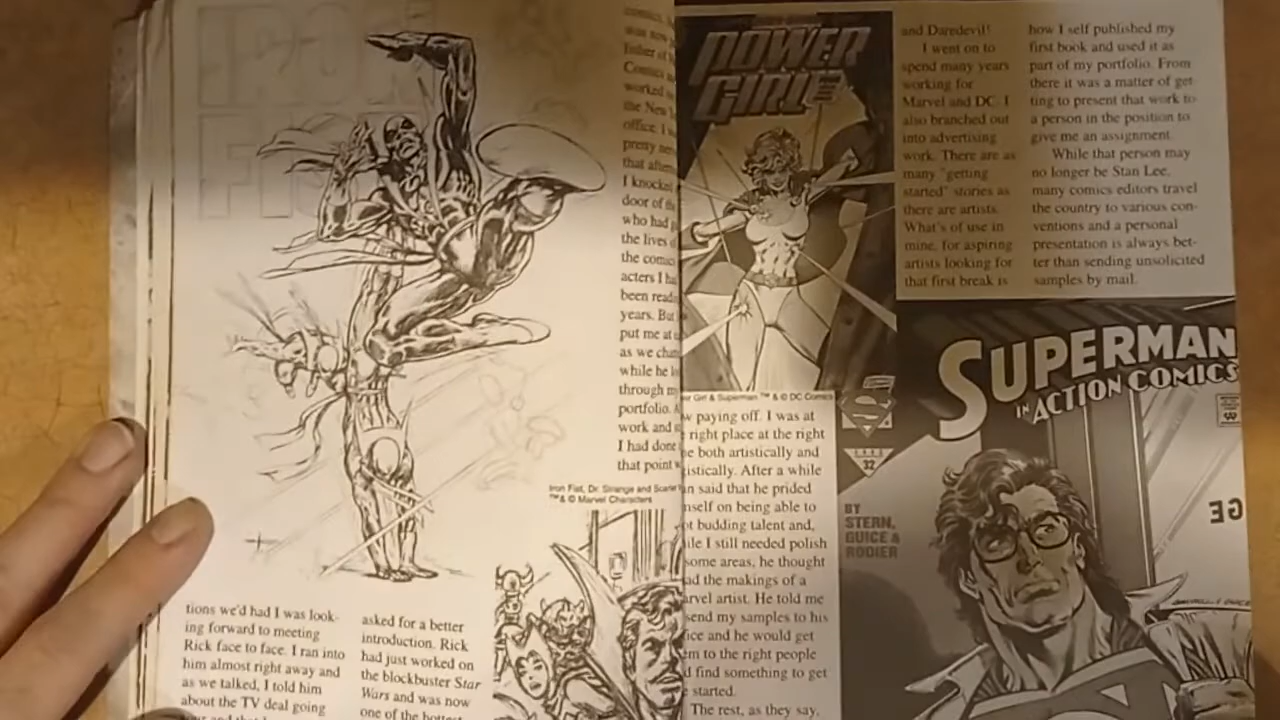 IRON
FIST
tions we'd had I was look-
ing forward to meeting
Rick face to face. I ran into
him almost right away and
as we talked, I told him
about the TV deal going
asked for a better
introduction. Rick
had just worked on
the blockbuster Star
Wars and was now
one of the hottest
was now
Comics
worked
the New
office. I
pretty
that after
I knocked
door of
who had
the lives
the comic
acters I
been read
years. But
put me at
as we
while he
through
portfolio.
work and
I had done
that point
Iron Fist, Dr. Strange and Scarlet
™& © Marvel Characters
POWER
GIRL
Girl & Superman ™ & © DC Comics
paying off. I was at
right place at the right
both artistically and
istically. After a while
said that he prided
self on being able to
budding talent and,
while I still needed polish
some areas, he thought
had the makings of a
arvel artist. He told me
send my samples to his
fice and he would get
em to the right people
find something to get
started.
The rest, as they say,
and Daredevil!
I went on to
spend many years
working for
Marvel and DC. I
also branched out
into advertising
work. There are as
many "getting
started" stories as
there are artists.
What's of use in
mine, for aspiring
artists looking for
that first break is
how I self published my
first book and used it as
part of my portfolio. From
there it was a matter of get-
ting to present that work to
a person in the position to
give me an assignment.
While that person may
no longer be Stan Lee,
many comics editors travel
the country to various con-
ventions and a personal
presentation is always bet-
ter than sending unsolicited
samples by mail.
SUPERMAN
IN ACTION COMICS
32
BY
STERN,
GUICE &
RODIER